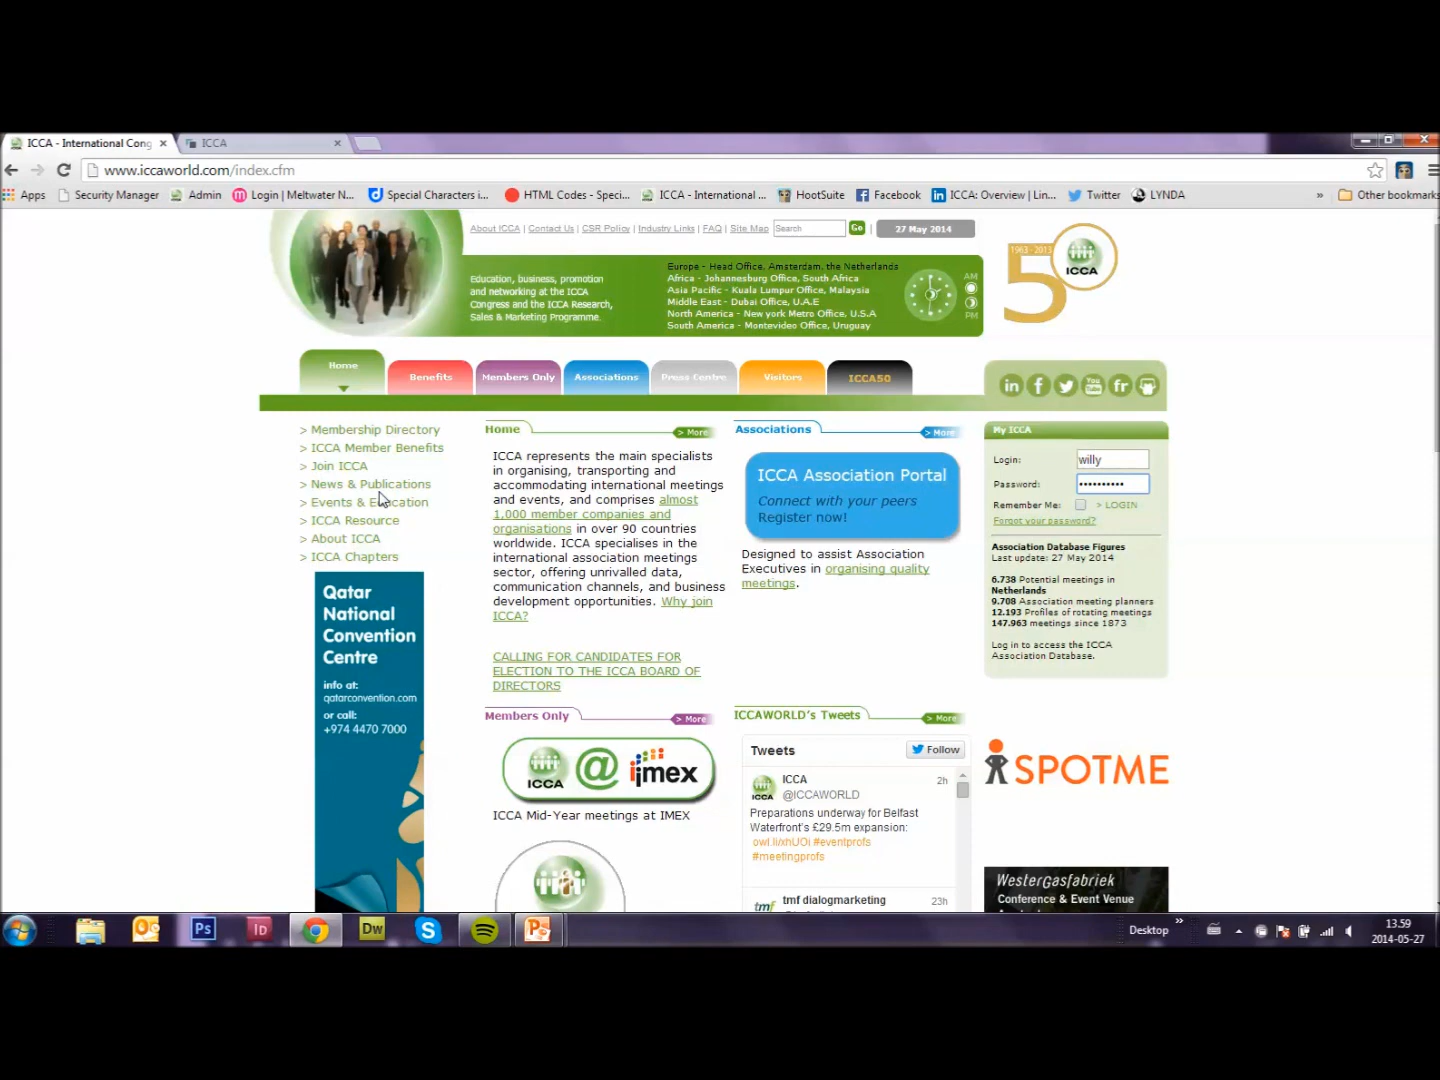 ICCA - International Cong
ICCA
www.iccaworld.com/index.cfm
Apps
Security Manager
Admin
Login | Meltwater N...
Special Characters i...
HTML Codes - Speci...
ICCA - International ...
HootSuite
Facebook
ICCA: Overview | Lin...
Twitter
LYNDA
»
Other bookmarks
About ICCA | Contact Us | CSR Policy | Industry Links | FAQ | Site Map
Search
Go
27 May 2014
Education, business, promotion
and networking at the ICCA
Congress and the ICCA Research,
Sales & Marketing Programme.
Europe - Head Office, Amsterdam, the Netherlands
Africa - Johannesburg Office, South Africa
Asia Pacific - Kuala Lumpur Office, Malaysia
Middle East - Dubai Office, U.A.E
North America - New york Metro Office, U.S.A
South America - Montevideo Office, Uruguay
AM
PM
1963 - 2013
5
ICCA
Home
Benefits
Members Only
Associations
Press Centre
Visitors
ICCA50
> Membership Directory
> ICCA Member Benefits
> Join ICCA
> News & Publications
> Events & Education
> ICCA Resource
> About ICCA
> ICCA Chapters
Qatar
National
Convention
Centre
info at:
qatarconvention.com
or call:
+974 4470 7000
Home
> More
ICCA represents the main specialists
in organising, transporting and
accommodating international meetings
and events, and comprises almost
1,000 member companies and
organisations in over 90 countries
worldwide. ICCA specialises in the
international association meetings
sector, offering unrivalled data,
communication channels, and business
development opportunities. Why join
ICCA?
CALLING FOR CANDIDATES FOR
ELECTION TO THE ICCA BOARD OF
DIRECTORS
Members Only
> More
ICCA @ imex
ICCA Mid-Year meetings at IMEX
Associations
> More
ICCA Association Portal
Connect with your peers
Register now!
Designed to assist Association
Executives in organising quality
meetings.
ICCAWORLD's Tweets
> More
Tweets
Follow
ICCA
2h
@ICCAWORLD
ICCA
Preparations underway for Belfast
Waterfront's £29.5m expansion:
owl.li/xhUOi #eventprofs
#meetingprofs
tmf dialogmarketing
23h
tmf
in
f
You
Tube
fr
My ICCA
Login:
willy
Password:
Remember Me:
> LOGIN
Forgot your password?
Association Database Figures
Last update: 27 May 2014
6.738 Potential meetings in
Netherlands
9.708 Association meeting planners
12.193 Profiles of rotating meetings
147.963 meetings since 1873
Log in to access the ICCA
Association Database.
SPOTME
WesterGasfabriek
Conference & Event Venue
Ps
Id
Dw
S
Desktop
»
13.59
2014-05-27